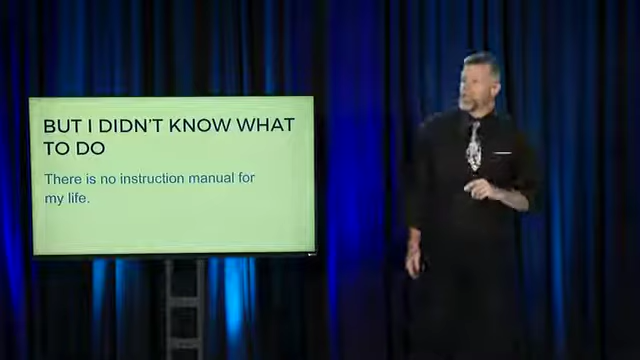 BUT I DIDN'T KNOW WHAT
TO DO
There is no instruction manual for
my life.